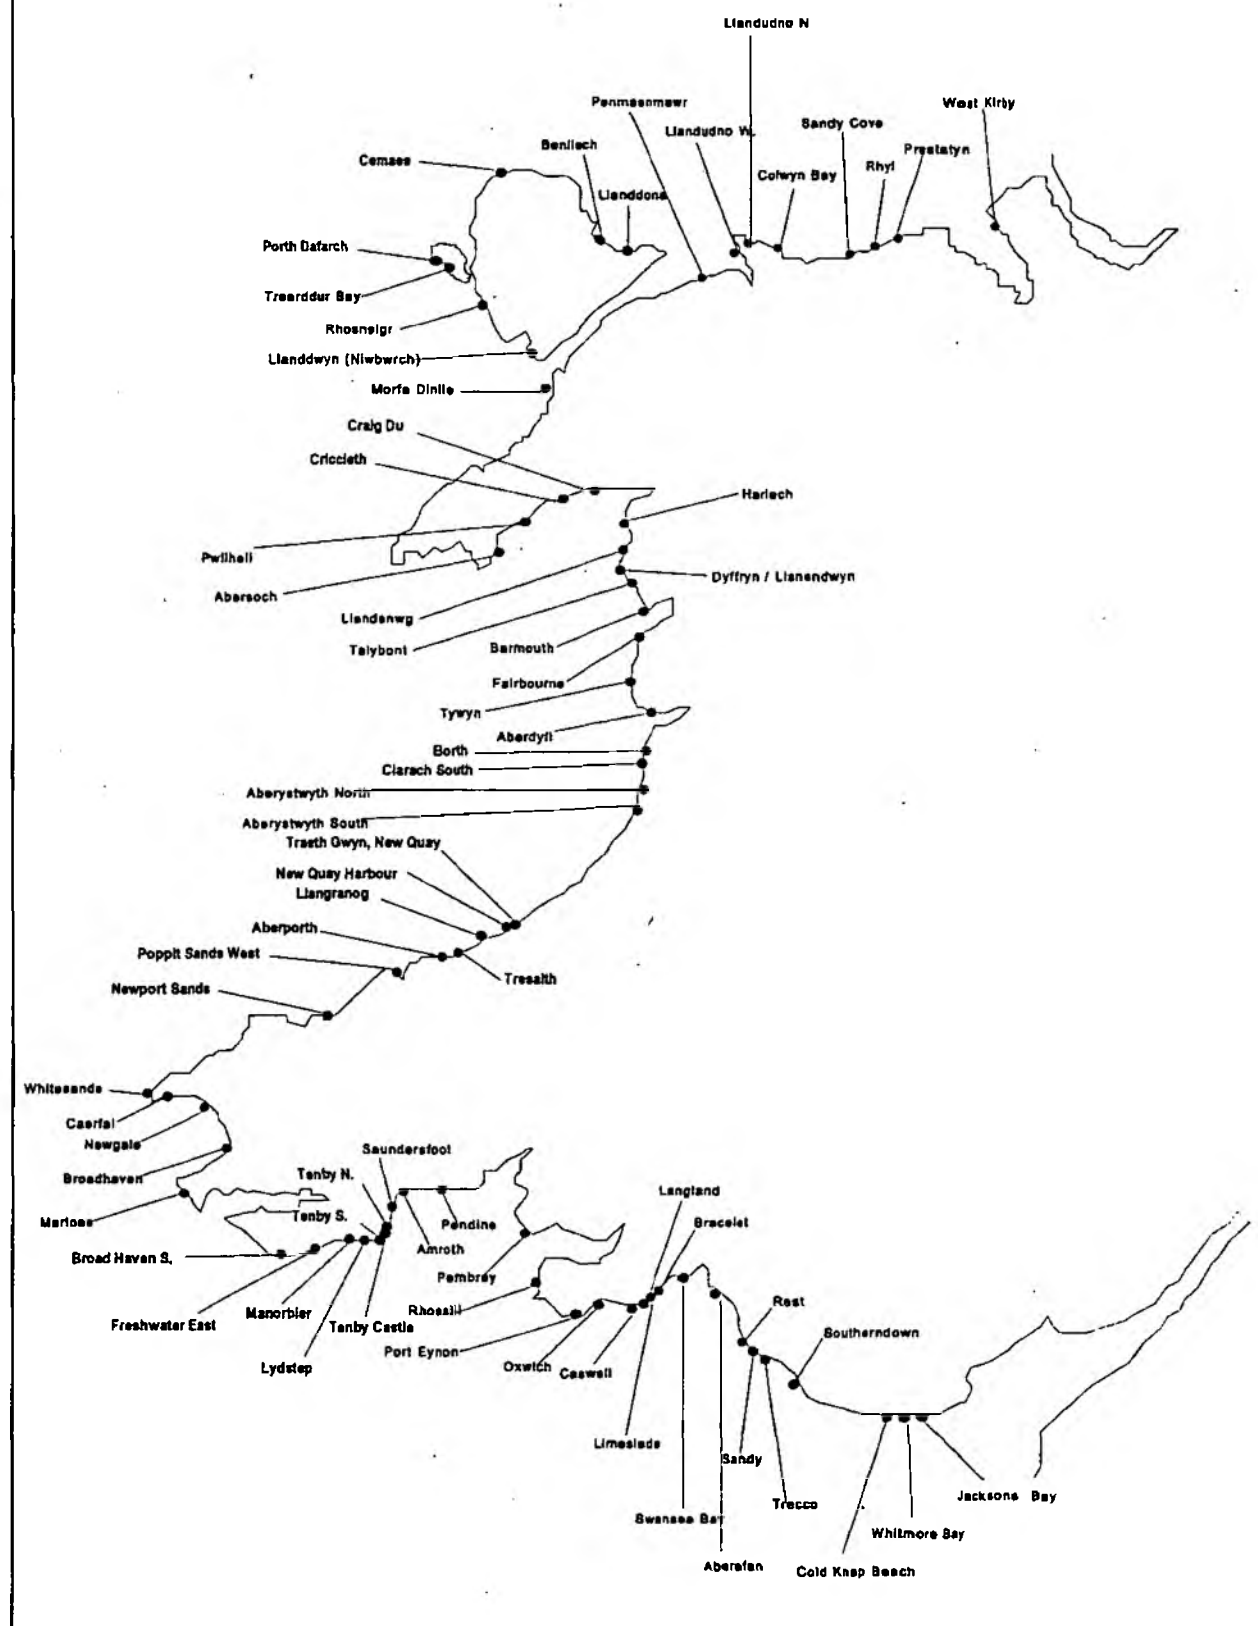 Llandudno N
Penmaenmawr
West Kirby
Sandy Cove
Llandudno W.
Benllech
Prestatyn
Cemaes
Rhyl
Colwyn Bay
Llanddona
Porth Dafarch
Trearddur Bay
Rhosneigr
Llanddwyn (Niwbwrch)
Morfa Dinlle
Craig Du
Criccieth
Harlech
Pwllheli
Dyffryn / Llanendwyn
Abersoch
Llandanwg
Talybont
Barmouth
Fairbourne
Tywyn
Aberdyfi
Borth
Clarach South
Aberystwyth North
Aberystwyth South
Traeth Gwyn, New Quay
New Quay Harbour
Llangranog
Aberporth
Poppit Sands West
Tresaith
Newport Sands
Whitesands
Caerfai
Newgale
Saundersfoot
Tenby N.
Broadhaven
Langland
Tenby S.
Marloes
Pendine
Bracelet
Amroth
Broad Haven S.
Pembrey
Rest
Manorbier
Rhossili
Freshwater East
Tenby Castle
Southerndown
Port Eynon
Lydstep
Oxwich
Caswell
Limeslade
Sandy
Jacksons Bay
Trecco
Swansea Bay
Whitmore Bay
Aberafan
Cold Knap Beach